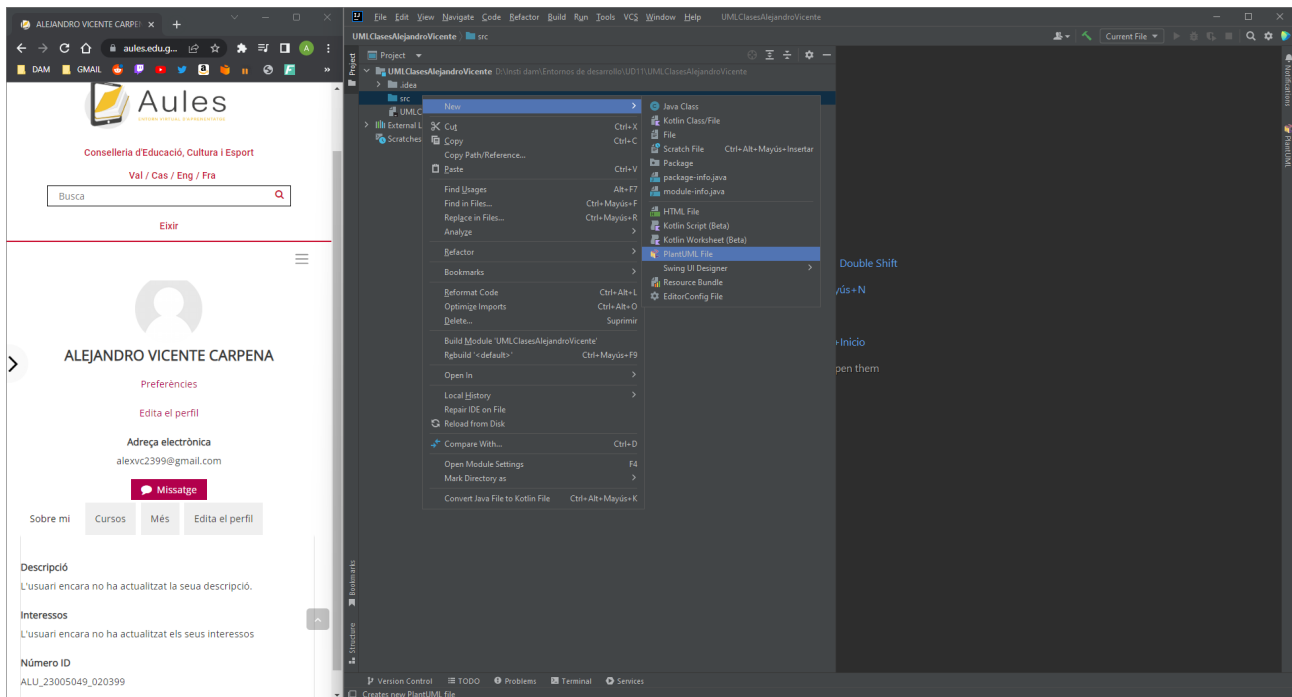 ALEJANDRO VICENTE CARPE
aules.edu.g...
DAM
GMAIL
Aules
ENTORN VIRTUAL D'APRENENTATGE
Conselleria d'Educació, Cultura i Esport
Val / Cas / Eng / Fra
Busca
Eixir
ALEJANDRO VICENTE CARPENA
Preferències
Edita el perfil
Adreça electrònica
alexvc2399@gmail.com
Missatge
Sobre mi Cursos Més Edita el perfil
Descripció
L'usuari encara no ha actualitzat la seua descripció.
Interessos
L'usuari encara no ha actualitzat els seus interessos
Número ID
ALU_23005049_020399
File Edit View Navigate Code Refactor Build Run Tools VCS Window Help UMLClasesAlejandroVicente
UMLClasesAlejandroVicente src
Current File
Project
Project
UMLClasesAlejandroVicente D:\Insti dam\Entornos de desarrollo\UD11\UMLClasesAlejandroVicente
.idea
src
UMLC
External L
Scratches
New
Cut Ctrl+X
Copy Ctrl+C
Copy Path/Reference...
Paste Ctrl+V
Find Usages Alt+F7
Find in Files... Ctrl+Mayús+F
Replace in Files... Ctrl+Mayús+R
Analyze
Refactor
Bookmarks
Reformat Code Ctrl+Alt+L
Optimize Imports Ctrl+Alt+O
Delete... Suprimir
Build Module 'UMLClasesAlejandroVicente'
Rebuild '<default>' Ctrl+Mayús+F9
Open In
Local History
Repair IDE on File
Reload from Disk
Compare With... Ctrl+D
Open Module Settings F4
Mark Directory as
Convert Java File to Kotlin File Ctrl+Alt+Mayús+K
Java Class
Kotlin Class/File
File
Scratch File Ctrl+Alt+Mayús+Insertar
Package
package-info.java
module-info.java
HTML File
Kotlin Script (Beta)
Kotlin Worksheet (Beta)
PlantUML File
Swing UI Designer
Resource Bundle
EditorConfig File
Double Shift
yús+N
+Inicio
pen them
Notifications
PlantUML
Bookmarks
Structure
Version Control TODO Problems Terminal Services
Creates new PlantUML file